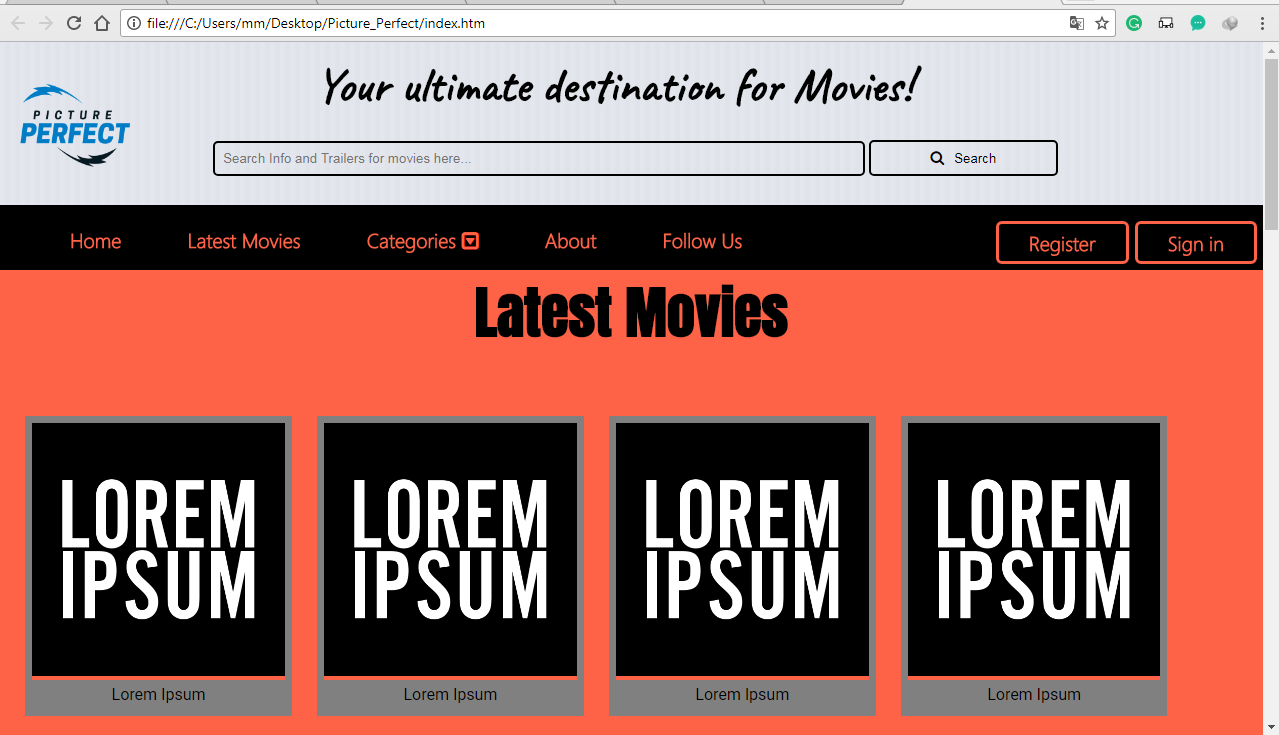 file:///C:/Users/mm/Desktop/Picture_Perfect/index.htm
Your ultimate destination for Movies!
PICTURE
PERFECT
Search Info and Trailers for movies here...
Search
Home
Latest Movies
Categories
About
Follow Us
Register
Sign in
Latest Movies
LOREM
IPSUM
LOREM
IPSUM
LOREM
IPSUM
LOREM
IPSUM
Lorem Ipsum
Lorem Ipsum
Lorem Ipsum
Lorem Ipsum